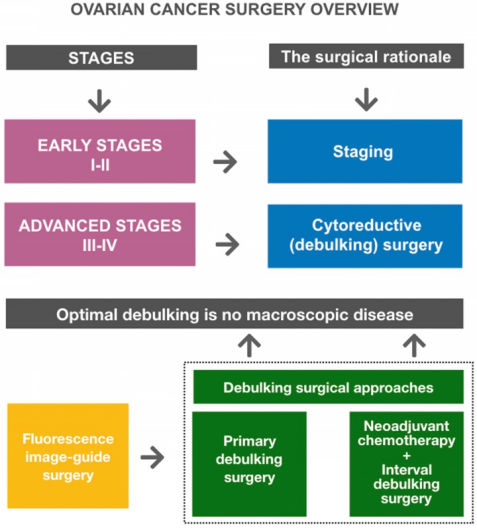 OVARIAN CANCER SURGERY OVERVIEW
STAGES
The surgical rationale
EARLY STAGES
I-II
Staging
ADVANCED STAGES
III-IV
Cytoreductive
(debulking) surgery
Optimal debulking is no macroscopic disease
Debulking surgical approaches
Fluorescence
image-guide
surgery
Primary
debulking
surgery
Neoadjuvant
chemotherapy
+
Interval
debulking
surgery